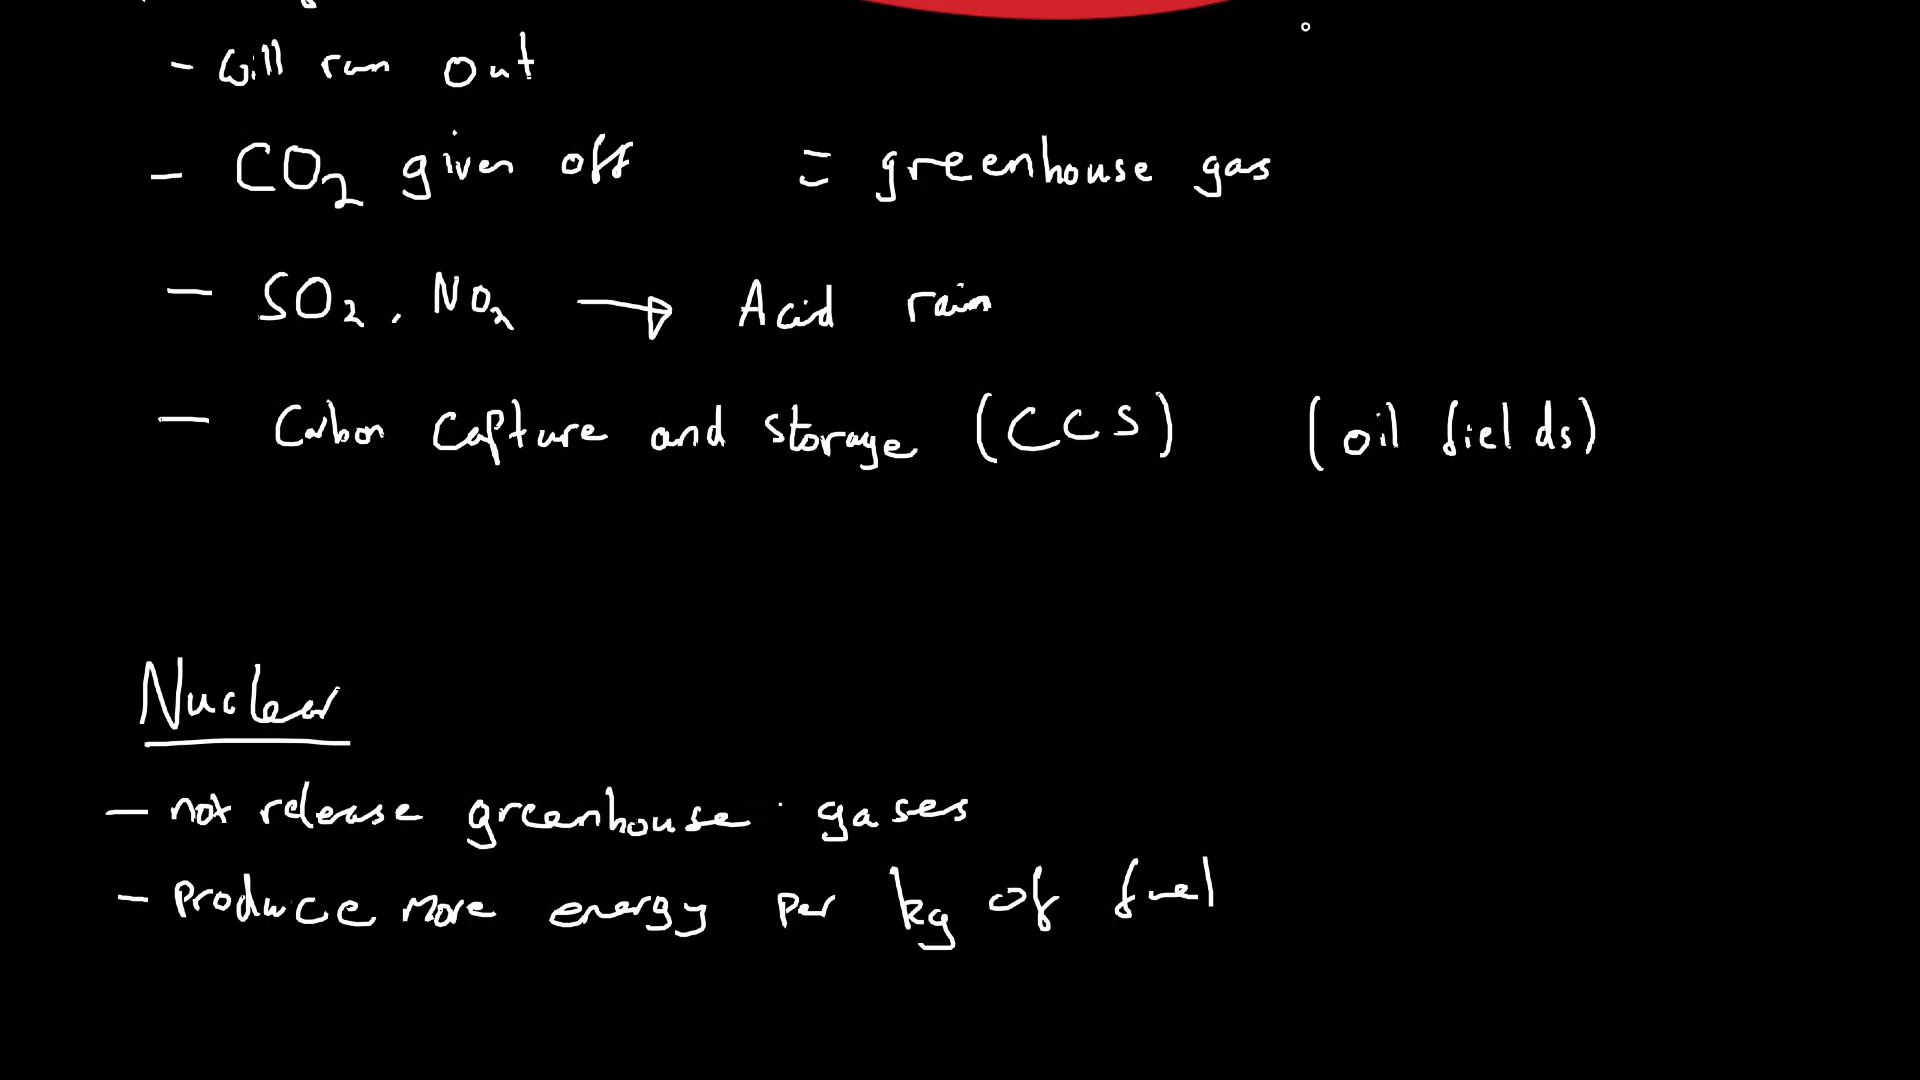 - will run out
- CO₂ given off = greenhouse gas
- SO₂, NO₂ → Acid rain
- Carbon capture and storage (CCS) (oil fields)
Nuclear
- not release greenhouse gases
- produce more energy per kg of fuel